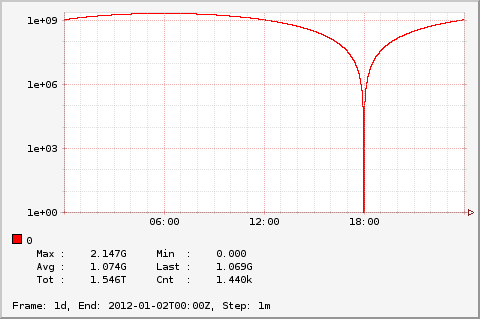 1e+09
1e+06
1e+03
1e+00
06:00 12:00 18:00
0
Max : 2.147G Min : 0.000
Avg : 1.074G Last : 1.069G
Tot : 1.546T Cnt : 1.440k
Frame: 1d, End: 2012-01-02T00:00Z, Step: 1m